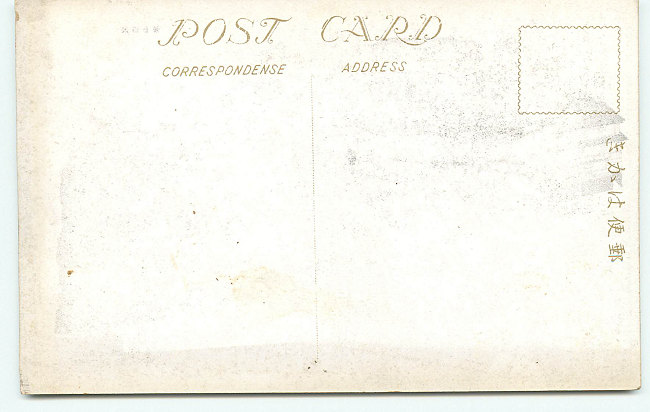 POST CARD
CORRESPONDENSE
ADDRESS
きかは便郵